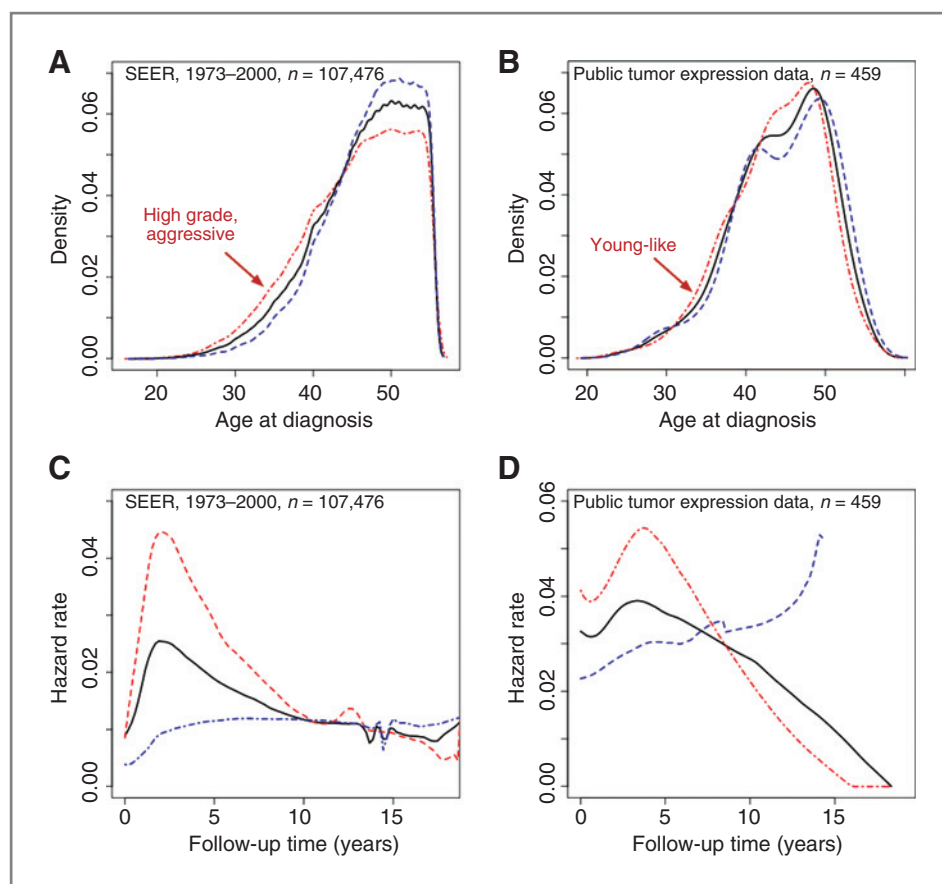 A
SEER, 1973–2000, n = 107,476
Density
0.00
0.02
0.04
0.06
High grade,
aggressive
20
30
40
50
Age at diagnosis
B
Public tumor expression data, n = 459
Density
0.00
0.02
0.04
0.06
Young-like
20
30
40
50
Age at diagnosis
C
SEER, 1973–2000, n = 107,476
Hazard rate
0.00
0.02
0.04
0
5
10
15
Follow-up time (years)
D
Public tumor expression data, n = 459
Hazard rate
0.00
0.02
0.04
0.06
0
5
10
15
Follow-up time (years)